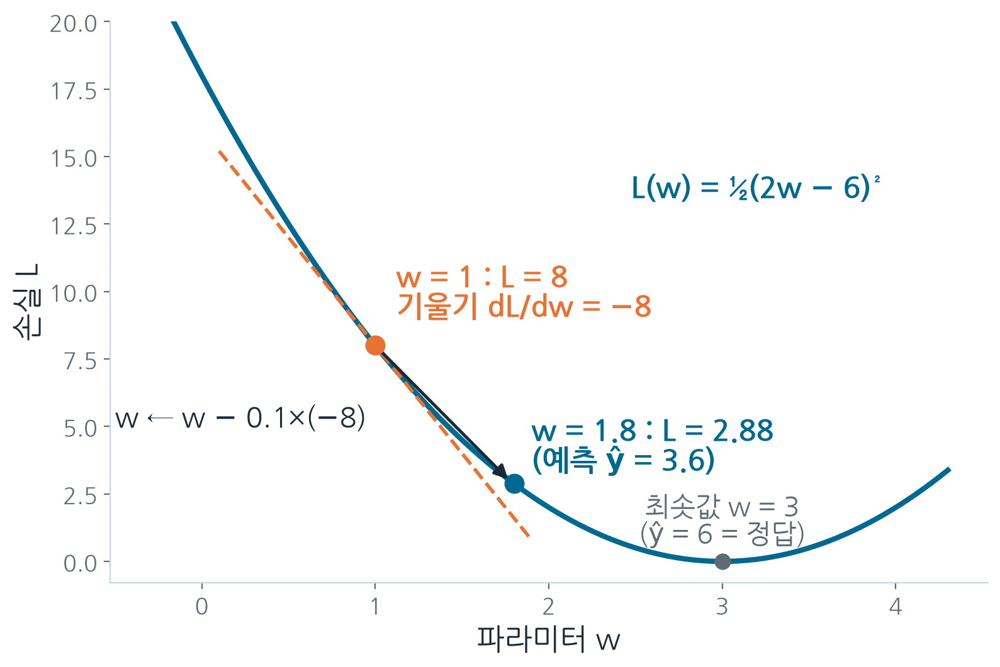 20.0
17.5
15.0
12.5
10.0
7.5
5.0
2.5
0.0
손실 L
L(w) = ½(2w − 6)²
w = 1 : L = 8
기울기 dL/dw = −8
w ← w − 0.1×(−8)
w = 1.8 : L = 2.88
(예측 ŷ = 3.6)
최솟값 w = 3
(ŷ = 6 = 정답)
0 1 2 3 4
파라미터 w